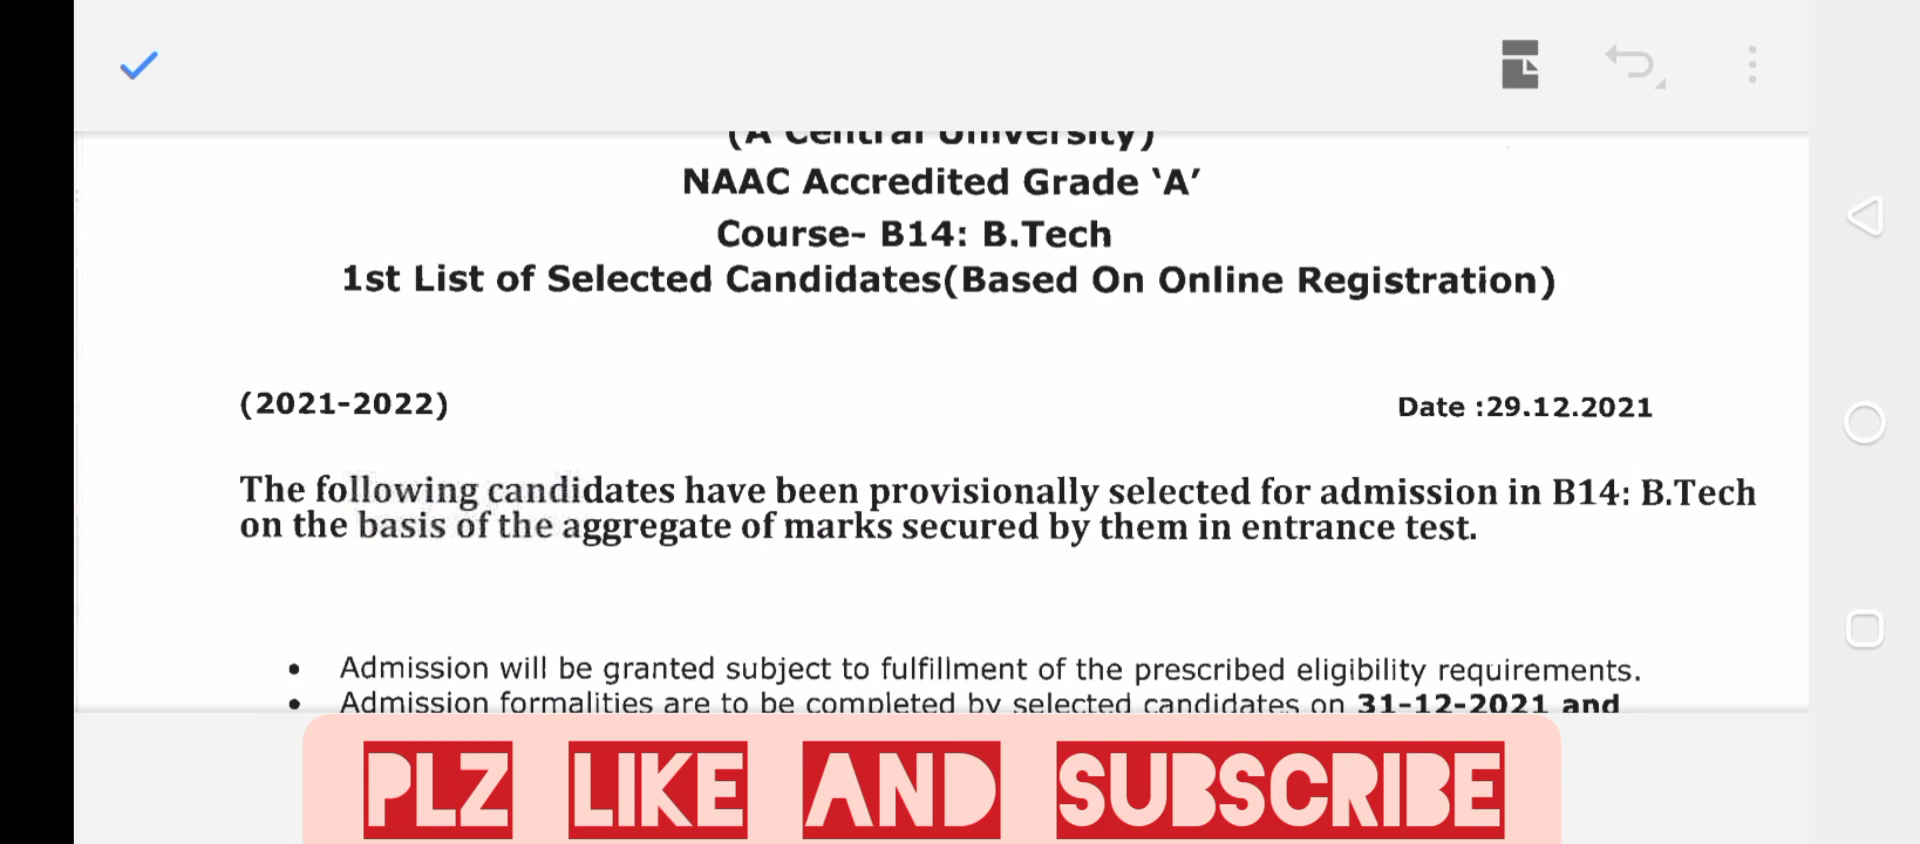 (A Central University)
NAAC Accredited Grade ‘A’
Course- B14: B.Tech
1st List of Selected Candidates(Based On Online Registration)
(2021-2022)
Date :29.12.2021
The following candidates have been provisionally selected for admission in B14: B.Tech
on the basis of the aggregate of marks secured by them in entrance test.
• Admission will be granted subject to fulfillment of the prescribed eligibility requirements.
• Admission formalities are to be completed by selected candidates on 31-12-2021 and
PLZ LIKE AND SUBSCRIBE